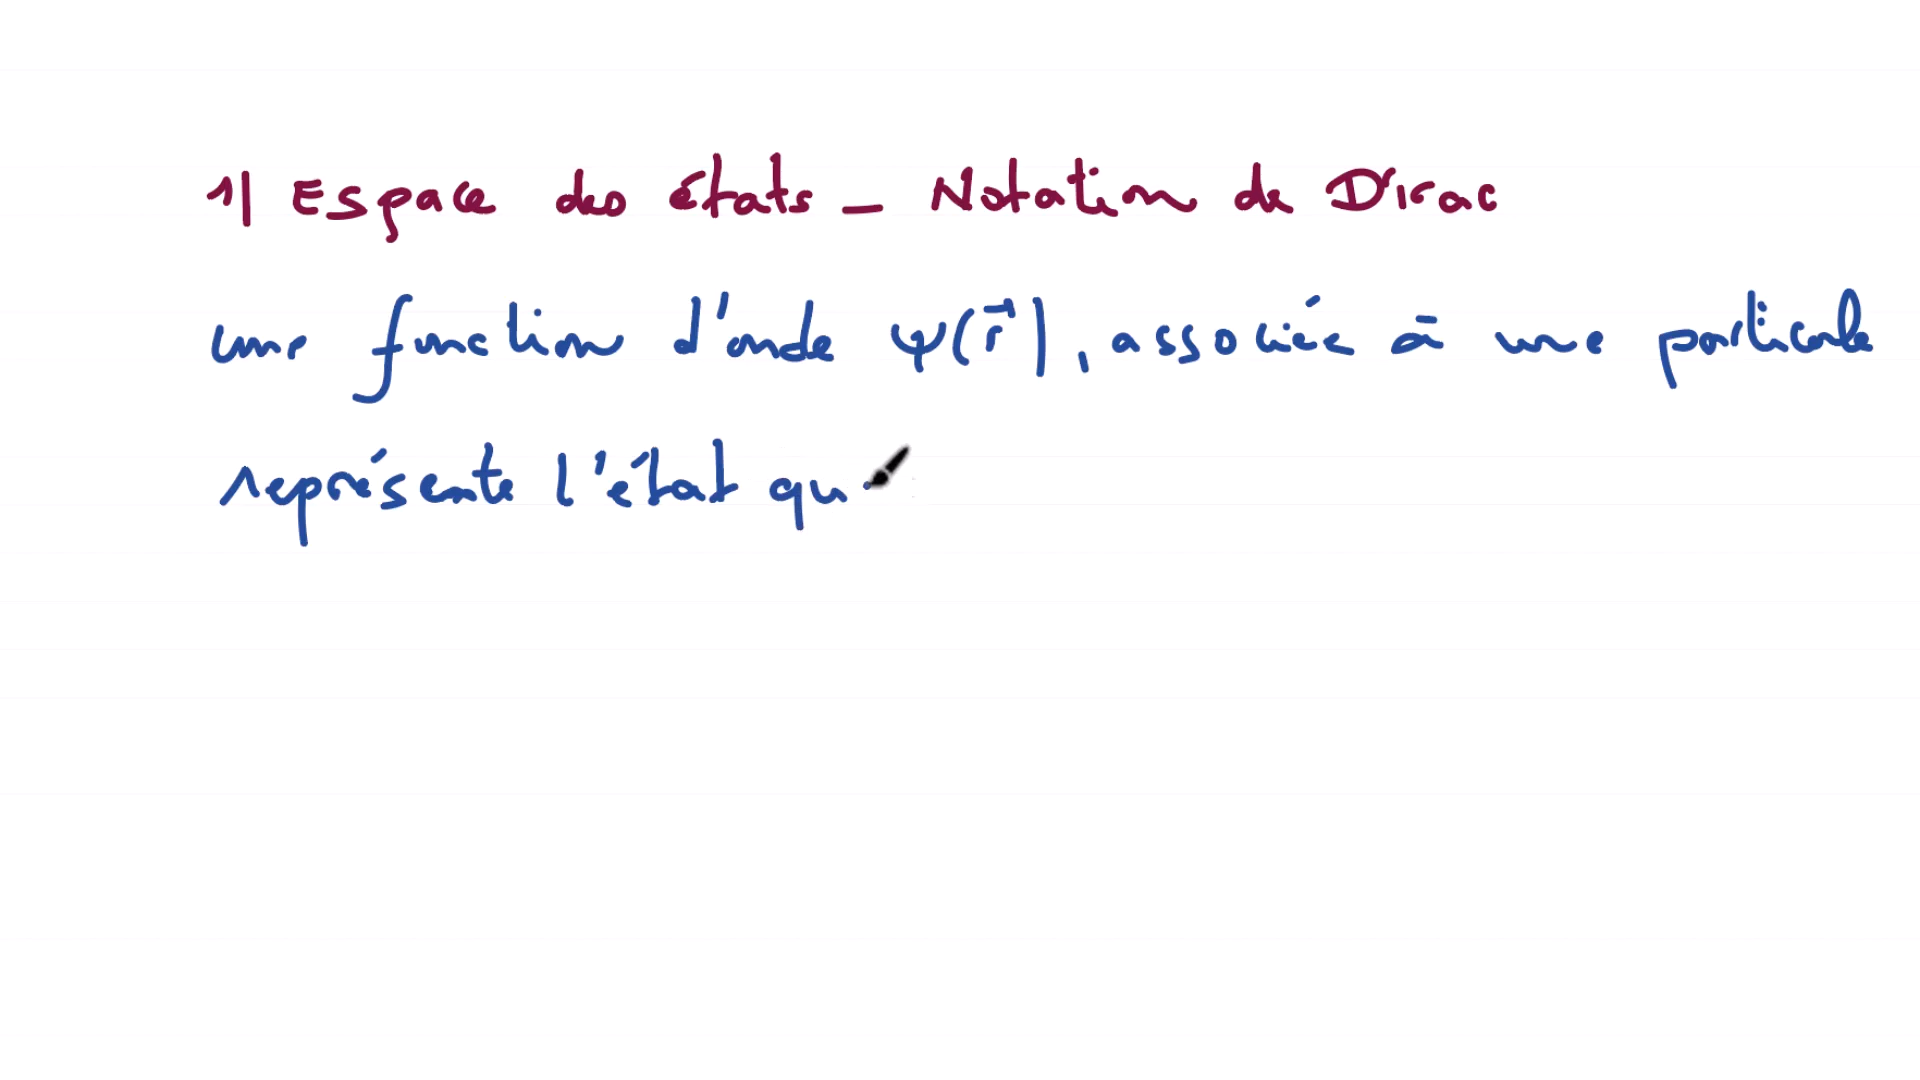 1) Espace des états - Notation de Dirac
une fonction d'onde ψ(r⃗), associée à une particule
représente l'état qu